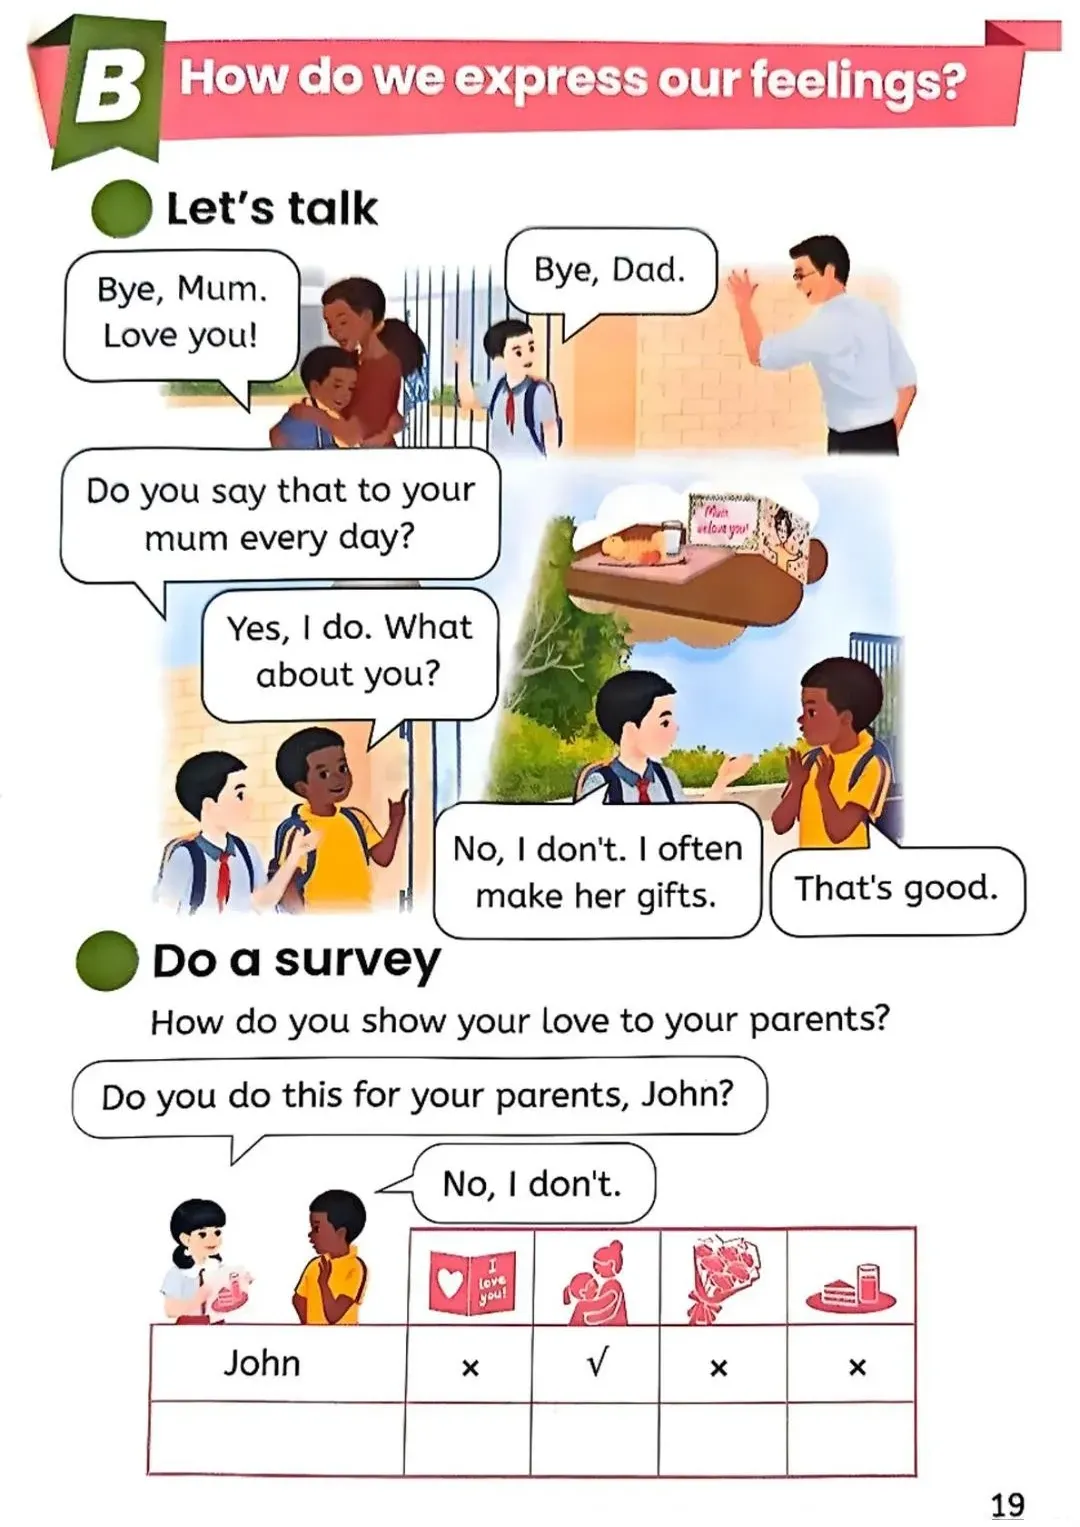 B
How do we express our feelings?
Let's talk
Bye, Mum.
Love you!
Bye, Dad.
Do you say that to your
mum every day?
Yes, I do. What
about you?
Mum
we love you!
No, I don't. I often
make her gifts.
That's good.
Do a survey
How do you show your love to your parents?
Do you do this for your parents, John?
No, I don't.
I
love
you!
John × √ × ×
19